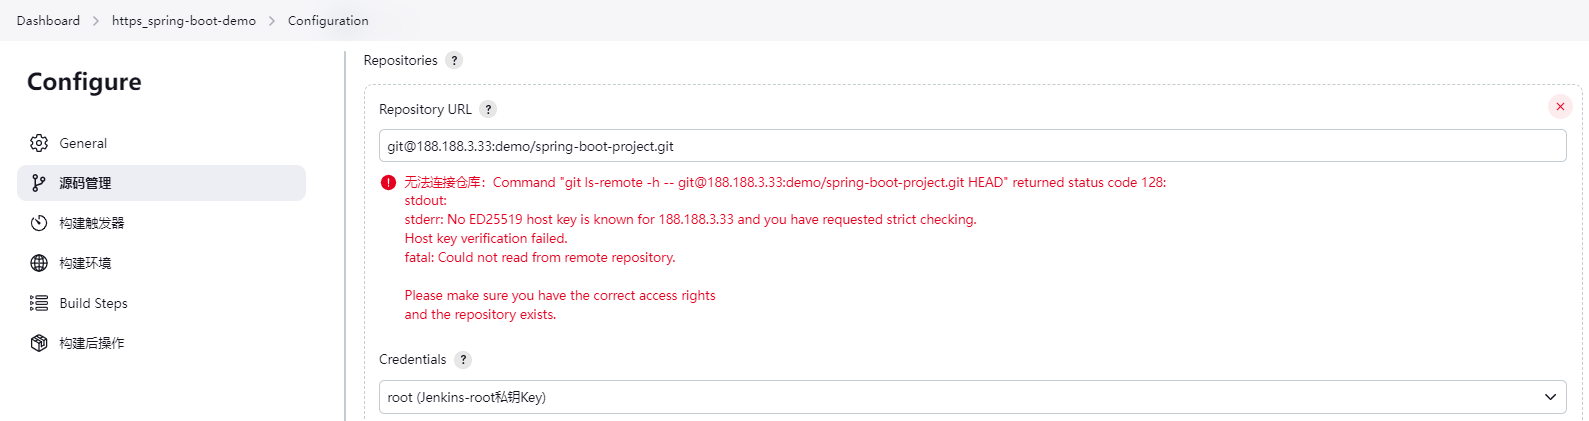 Dashboard > https_spring-boot-demo > Configuration
Configure
General
源码管理
构建触发器
构建环境
Build Steps
构建后操作
Repositories ?
Repository URL ?
git@188.188.3.33:demo/spring-boot-project.git
无法连接仓库：Command "git ls-remote -h -- git@188.188.3.33:demo/spring-boot-project.git HEAD" returned status code 128:
stdout:
stderr: No ED25519 host key is known for 188.188.3.33 and you have requested strict checking.
Host key verification failed.
fatal: Could not read from remote repository.
Please make sure you have the correct access rights
and the repository exists.
Credentials ?
root (Jenkins-root私钥Key)